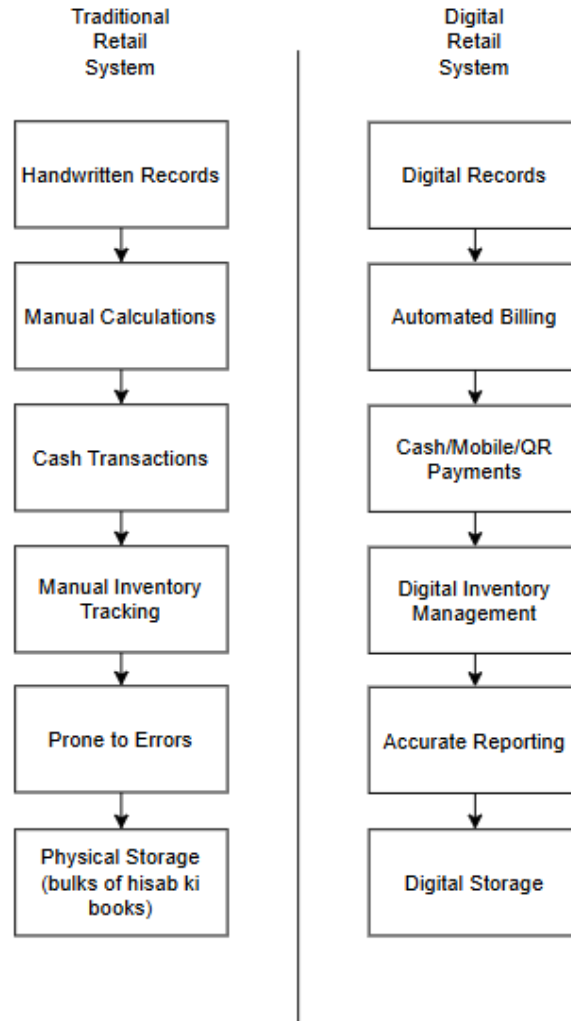 Traditional
Retail
System
Handwritten Records
Manual Calculations
Cash Transactions
Manual Inventory
Tracking
Prone to Errors
Physical Storage
(bulks of hisab ki
books)
Digital
Retail
System
Digital Records
Automated Billing
Cash/Mobile/QR
Payments
Digital Inventory
Management
Accurate Reporting
Digital Storage